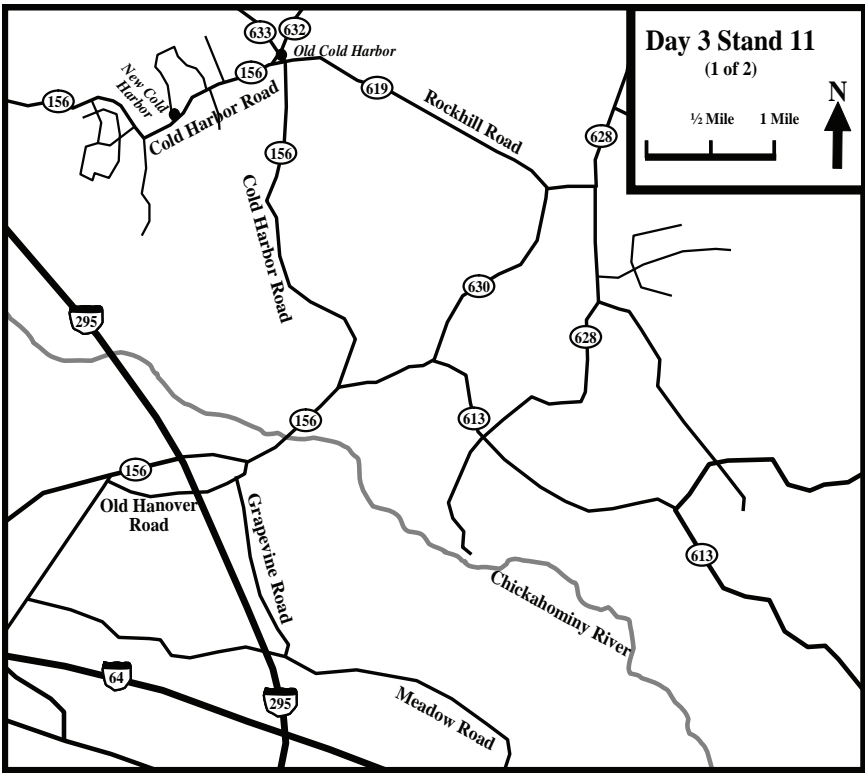 Day 3 Stand 11
(1 of 2)
½ Mile 1 Mile
N
633
632
Old Cold Harbor
156
New Cold
Harbor
156
Cold Harbor Road
619
Rockhill Road
628
156
Cold Harbor Road
630
295
628
156
613
156
Old Hanover
Road
Grapevine Road
613
Chickahominy River
64
295
Meadow Road